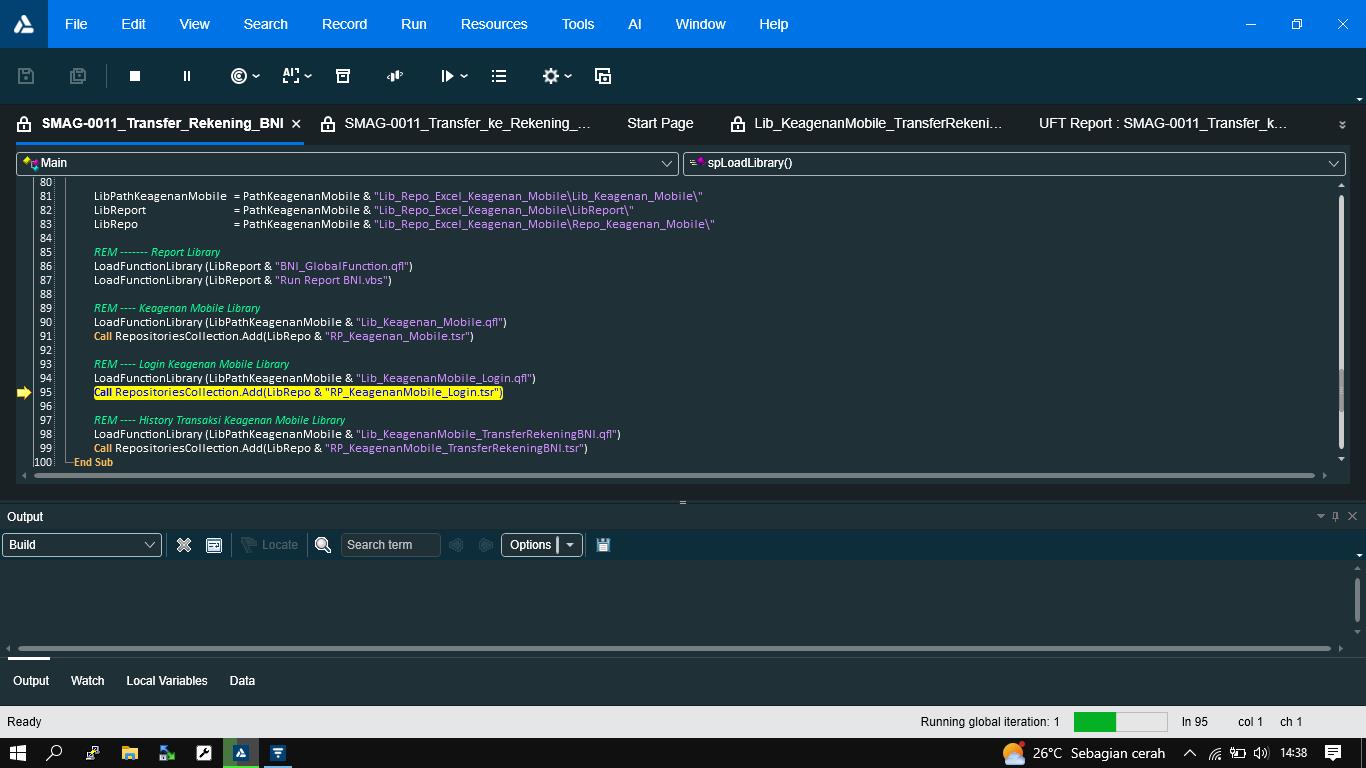 File Edit View Search Record Run Resources Tools AI Window Help
AI
SMAG-0011_Transfer_Rekening_BNI SMAG-0011_Transfer_ke_Rekening_... Start Page Lib_KeagenanMobile_TransferRekeni... UFT Report : SMAG-0011_Transfer_k...
Main spLoadLibrary()
80
81 LibPathKeagenanMobile = PathKeagenanMobile & "Lib_Repo_Excel_Keagenan_Mobile\Lib_Keagenan_Mobile\"
82 LibReport = PathKeagenanMobile & "Lib_Repo_Excel_Keagenan_Mobile\LibReport\"
83 LibRepo = PathKeagenanMobile & "Lib_Repo_Excel_Keagenan_Mobile\Repo_Keagenan_Mobile\"
84
85 REM ------- Report Library
86 LoadFunctionLibrary (LibReport & "BNI_GlobalFunction.qfl")
87 LoadFunctionLibrary (LibReport & "Run Report BNI.vbs")
88
89 REM ---- Keagenan Mobile Library
90 LoadFunctionLibrary (LibPathKeagenanMobile & "Lib_Keagenan_Mobile.qfl")
91 Call RepositoriesCollection.Add(LibRepo & "RP_Keagenan_Mobile.tsr")
92
93 REM ---- Login Keagenan Mobile Library
94 LoadFunctionLibrary (LibPathKeagenanMobile & "Lib_KeagenanMobile_Login.qfl")
95 Call RepositoriesCollection.Add(LibRepo & "RP_KeagenanMobile_Login.tsr")
96
97 REM ---- History Transaksi Keagenan Mobile Library
98 LoadFunctionLibrary (LibPathKeagenanMobile & "Lib_KeagenanMobile_TransferRekeningBNI.qfl")
99 Call RepositoriesCollection.Add(LibRepo & "RP_KeagenanMobile_TransferRekeningBNI.tsr")
100 End Sub
Output
Build Locate Search term Options
Output Watch Local Variables Data
Ready Running global iteration: 1 ln 95 col 1 ch 1
26°C Sebagian cerah 14:38